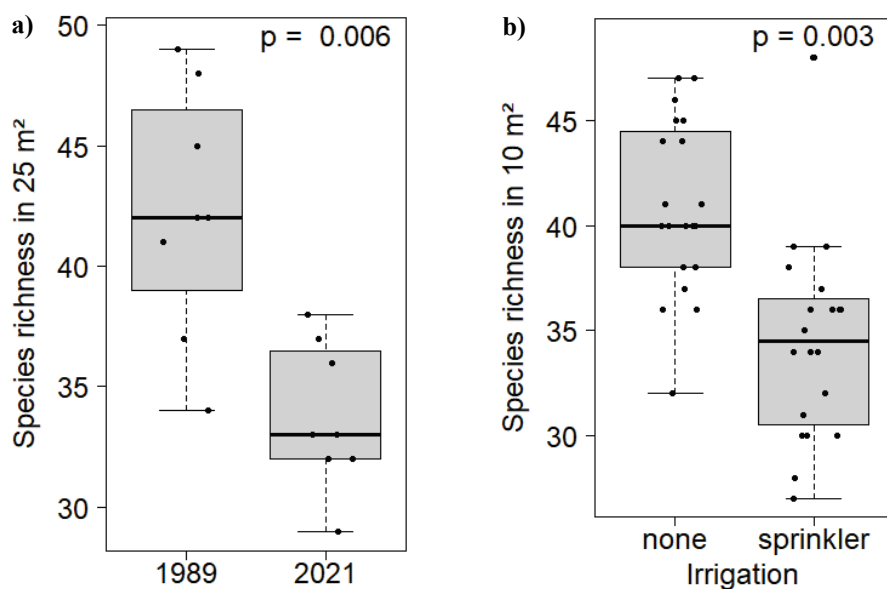 a)
p = 0.006
Species richness in 25 m²
50
45
40
35
30
1989 2021
b)
p = 0.003
Species richness in 10 m²
45
40
35
30
none sprinkler
Irrigation